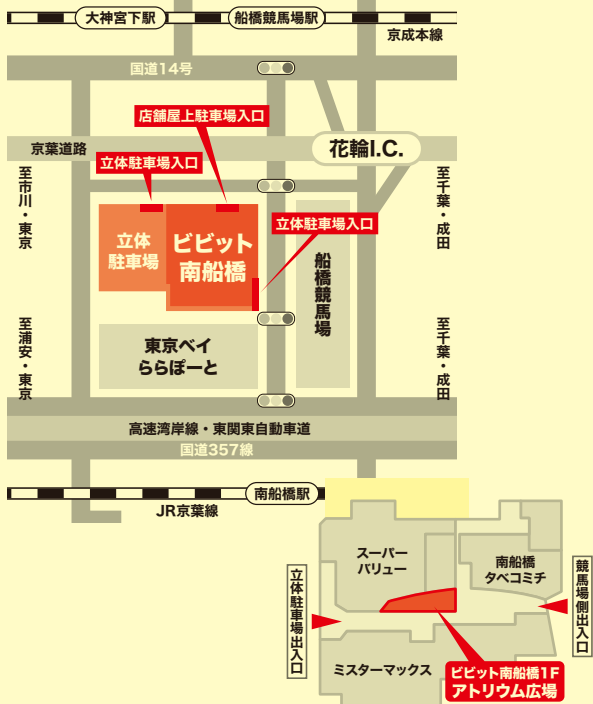 大神宮下駅
船橋競馬場駅
京成本線
国道14号
店舗屋上駐車場入口
京葉道路
花輪I.C.
立体駐車場入口
至市川・東京
至千葉・成田
立体駐車場入口
立体
駐車場
ビビット
南船橋
船橋競馬場
至浦安・東京
至千葉・成田
東京ベイ
ららぽーと
高速湾岸線・東関東自動車道
国道357線
南船橋駅
JR京葉線
スーパー
バリュー
南船橋
タベコミチ
立体駐車場出入口
競馬場側出入口
ミスターマックス
ビビット南船橋1F
アトリウム広場